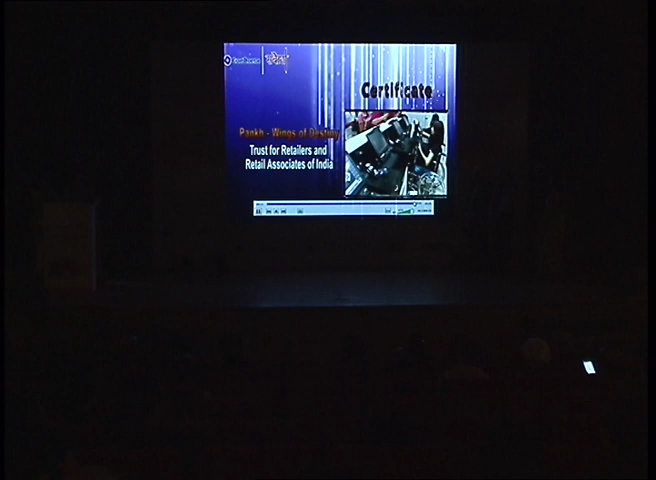 Certificate
Pankh - Wings of Destiny
Trust for Retailers and
Retail Associates of India